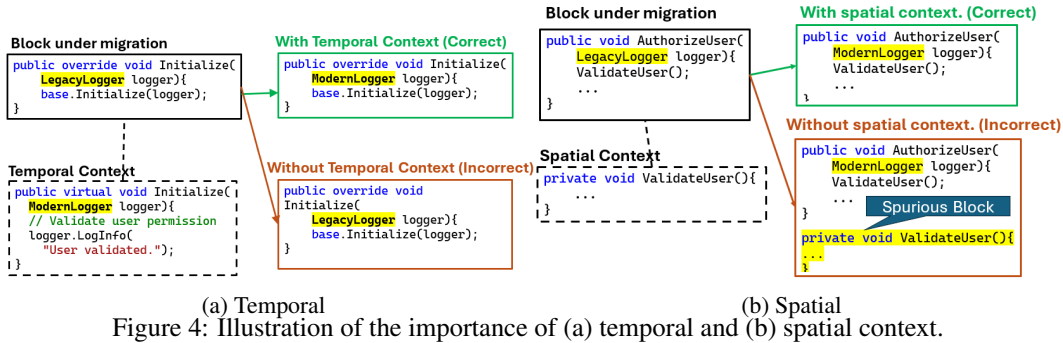 Block under migration
public override void Initialize(
LegacyLogger logger){
base.Initialize(logger);
}
Temporal Context
public virtual void Initialize(
ModernLogger logger){
// Validate user permission
logger.LogInfo(
"User validated.");
}
With Temporal Context (Correct)
public override void Initialize(
ModernLogger logger){
base.Initialize(logger);
}
Without Temporal Context (Incorrect)
public override void
Initialize(
LegacyLogger logger){
base.Initialize(logger);
}
(a) Temporal
Block under migration
public void AuthorizeUser(
LegacyLogger logger){
ValidateUser();
...
}
Spatial Context
private void ValidateUser(){
...
}
With spatial context. (Correct)
public void AuthorizeUser(
ModernLogger logger){
ValidateUser();
...
}
Without spatial context. (Incorrect)
public void AuthorizeUser(
ModernLogger logger){
ValidateUser();
...
}
Spurious Block
private void ValidateUser(){
...
}
(b) Spatial
Figure 4: Illustration of the importance of (a) temporal and (b) spatial context.